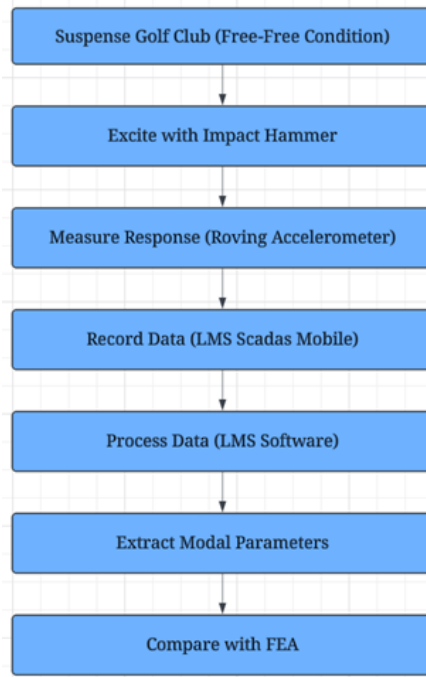 Suspense Golf Club (Free-Free Condition)
Excite with Impact Hammer
Measure Response (Roving Accelerometer)
Record Data (LMS Scadas Mobile)
Process Data (LMS Software)
Extract Modal Parameters
Compare with FEA